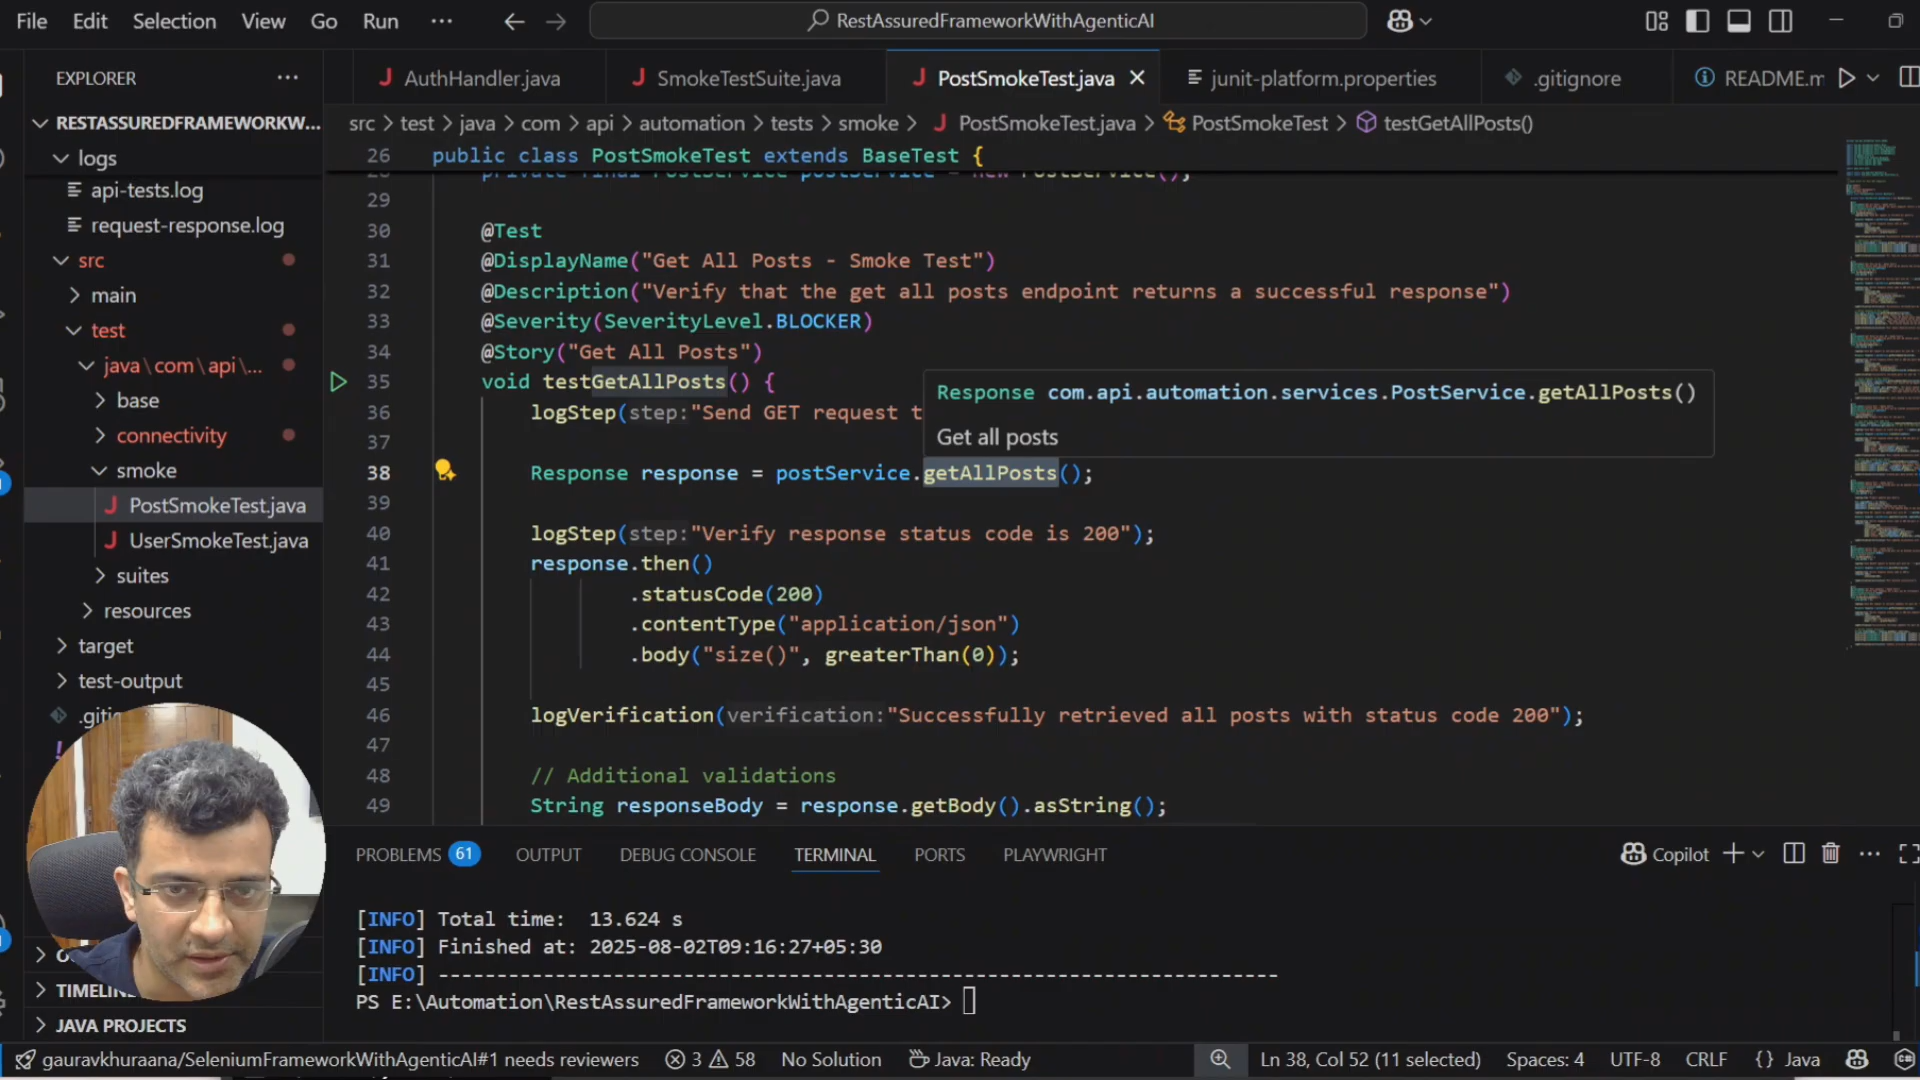 File Edit Selection View Go Run ···
RestAssuredFrameworkWithAgenticAI
EXPLORER
RESTASSUREDFRAMEWORKW...
logs
api-tests.log
request-response.log
src
main
test
java\com\api\...
base
connectivity
smoke
PostSmokeTest.java
UserSmokeTest.java
suites
resources
target
test-output
TIMELIN
JAVA PROJECTS
AuthHandler.java
SmokeTestSuite.java
PostSmokeTest.java
junit-platform.properties
.gitignore
README.m
src > test > java > com > api > automation > tests > smoke > PostSmokeTest.java > PostSmokeTest > testGetAllPosts()
26 public class PostSmokeTest extends BaseTest {
28 private final PostService postService = new PostService();
29
30 @Test
31 @DisplayName("Get All Posts - Smoke Test")
32 @Description("Verify that the get all posts endpoint returns a successful response")
33 @Severity(SeverityLevel.BLOCKER)
34 @Story("Get All Posts")
35 void testGetAllPosts() {
36 logStep(step:"Send GET request t
Response com.api.automation.services.PostService.getAllPosts()
Get all posts
37
38 Response response = postService.getAllPosts();
39
40 logStep(step:"Verify response status code is 200");
41 response.then()
42 .statusCode(200)
43 .contentType("application/json")
44 .body("size()", greaterThan(0));
45
46 logVerification(verification:"Successfully retrieved all posts with status code 200");
47
48 // Additional validations
49 String responseBody = response.getBody().asString();
PROBLEMS 61 OUTPUT DEBUG CONSOLE TERMINAL PORTS PLAYWRIGHT
Copilot
[INFO] Total time:  13.624 s
[INFO] Finished at: 2025-08-02T09:16:27+05:30
[INFO] ------------------------------------------------------------------------
PS E:\Automation\RestAssuredFrameworkWithAgenticAI>
gauravkhuraana/SeleniumFrameworkWithAgenticAI#1 needs reviewers 3 58 No Solution Java: Ready
Ln 38, Col 52 (11 selected) Spaces: 4 UTF-8 CRLF {} Java